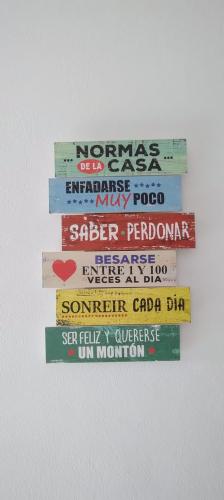 ... NORMAS
DE LA CASA ...
ENFADARSE
MUY POCO
SABER PERDONAR
BESARSE
ENTRE 1 Y 100
VECES AL DIA
SONREIR CADA DÍA
SER FELIZ Y QUERERSE
UN MONTÓN